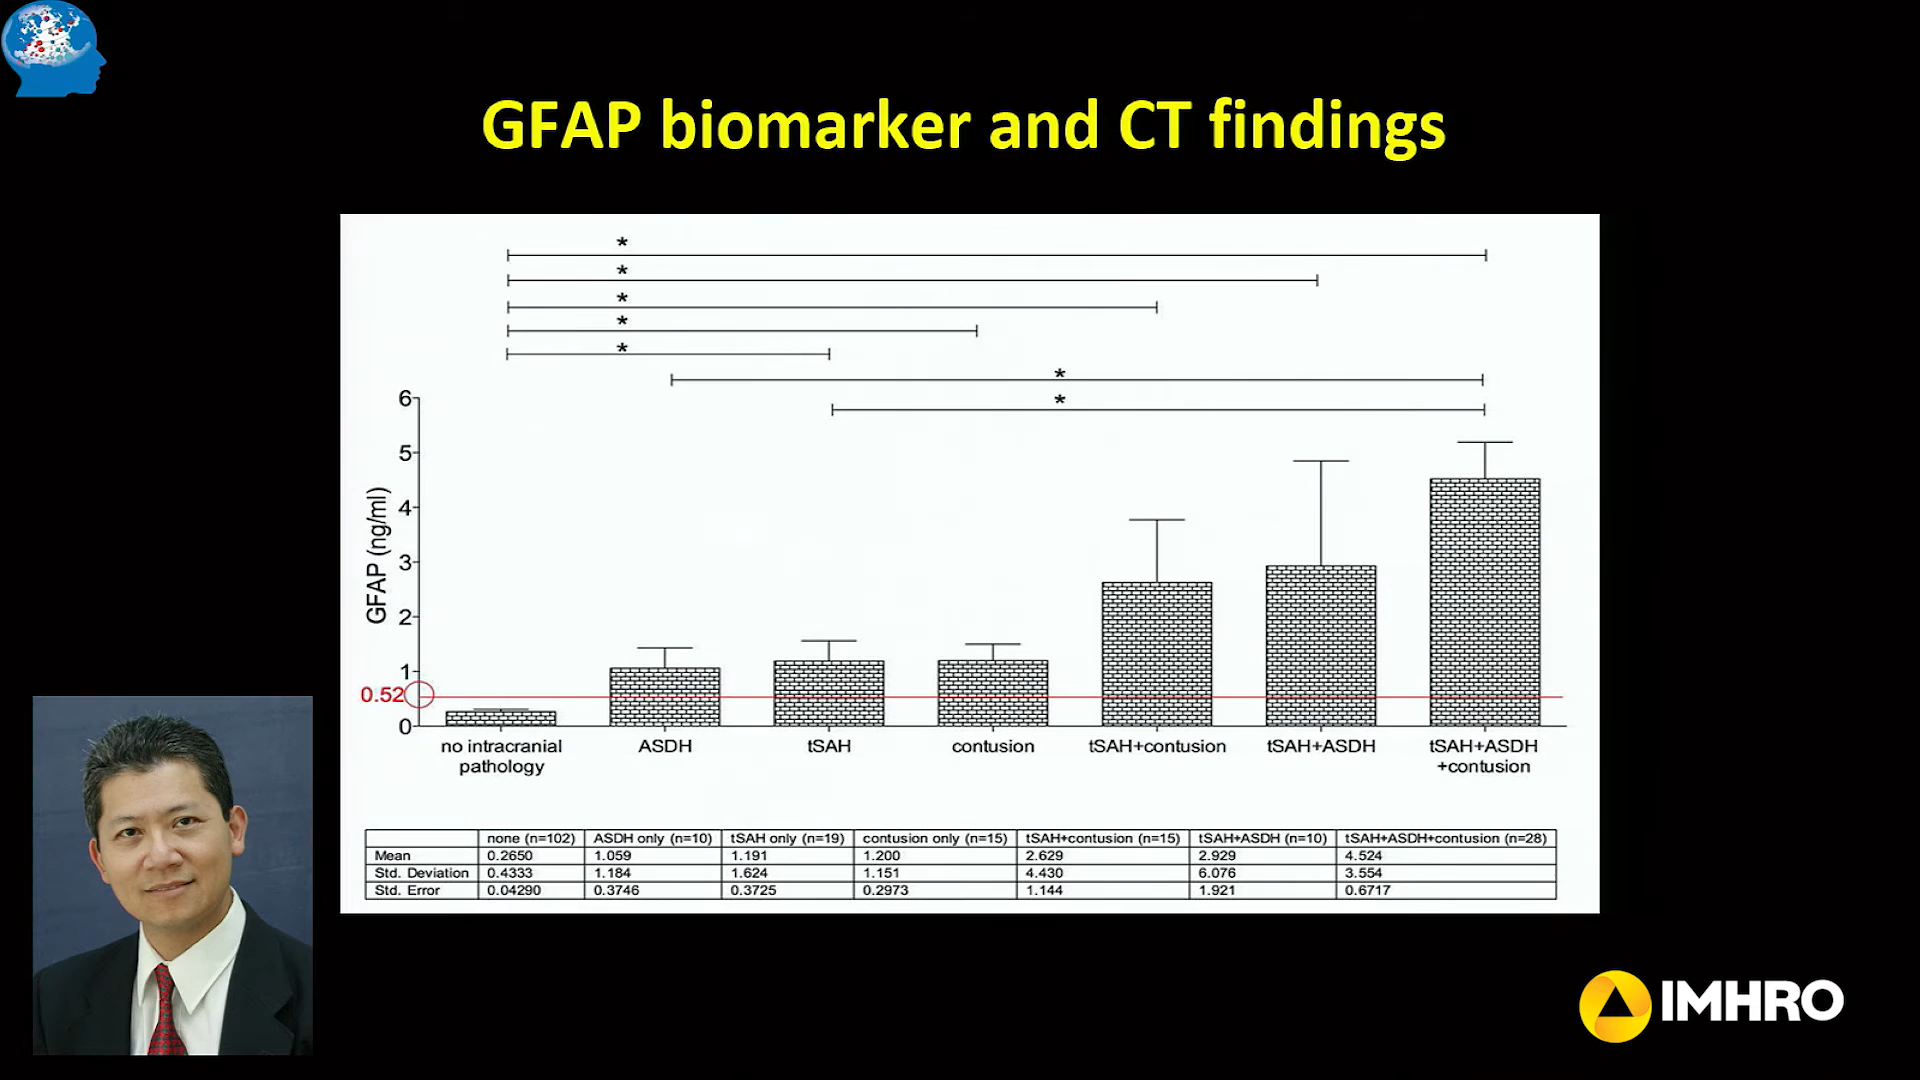 GFAP biomarker and CT findings
*
*
*
*
*
*
*
6
5
4
3
2
1
0
0.52
GFAP (ng/ml)
no intracranial
pathology
ASDH
tSAH
contusion
tSAH+contusion
tSAH+ASDH
tSAH+ASDH
+contusion
none (n=102) ASDH only (n=10) tSAH only (n=19) contusion only (n=15) tSAH+contusion (n=15) tSAH+ASDH (n=10) tSAH+ASDH+contusion (n=28)
Mean 0.2650 1.059 1.191 1.200 2.629 2.929 4.524
Std. Deviation 0.4333 1.184 1.624 1.151 4.430 6.076 3.554
Std. Error 0.04290 0.3746 0.3725 0.2973 1.144 1.921 0.6717
IMHRO